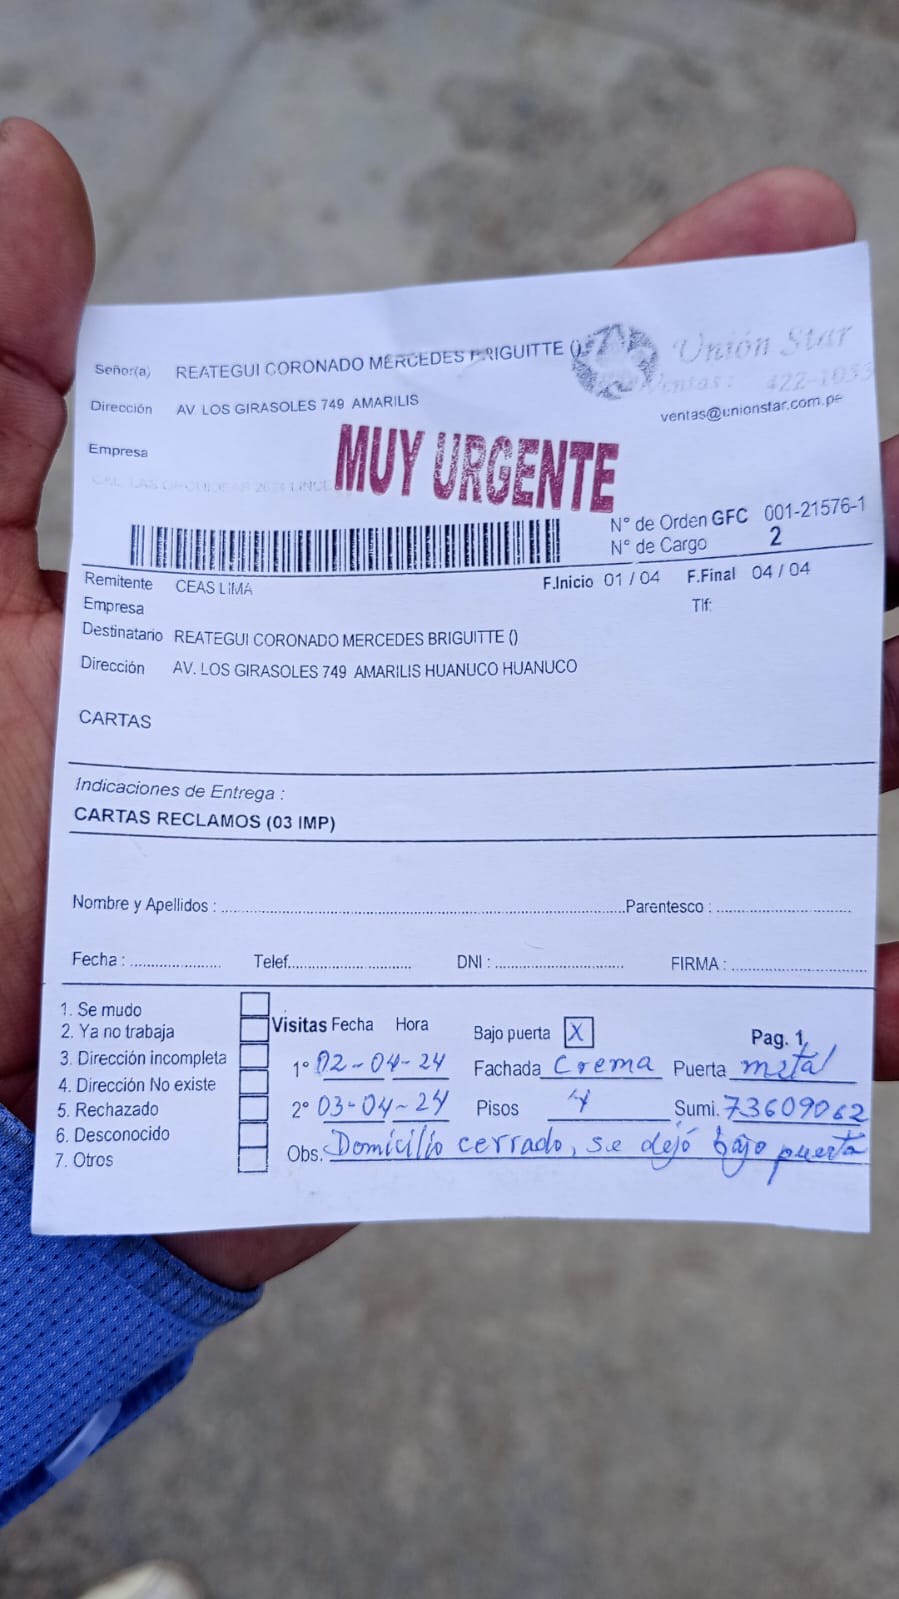 Señor(a) REATEGUI CORONADO MERCEDES BRIGUITTE ()
Unión Star
Ventas: 422-1053
Dirección AV LOS GIRASOLES 749 AMARILIS
ventas@unionstar.com.pe
Empresa
MUY URGENTE
N° de Orden GFC 001-21576-1
N° de Cargo 2
Remitente CEAS LIMA
F.Inicio 01 / 04 F.Final 04 / 04
Empresa
Tlf:
Destinatario REATEGUI CORONADO MERCEDES BRIGUITTE ()
Dirección AV. LOS GIRASOLES 749 AMARILIS HUANUCO HUANUCO
CARTAS
Indicaciones de Entrega :
CARTAS RECLAMOS (03 IMP)
Nombre y Apellidos : Parentesco :
Fecha : Telef. DNI : FIRMA :
1. Se mudo
2. Ya no trabaja
3. Dirección incompleta
4. Dirección No existe
5. Rechazado
6. Desconocido
7. Otros
Visitas Fecha Hora Bajo puerta X Pag. 1
1° 02-04-24 Fachada Crema Puerta metal
2° 03-04-24 Pisos 4 Sumi. 73609062
Obs. Domicilio cerrado, se dejó bajo puerta